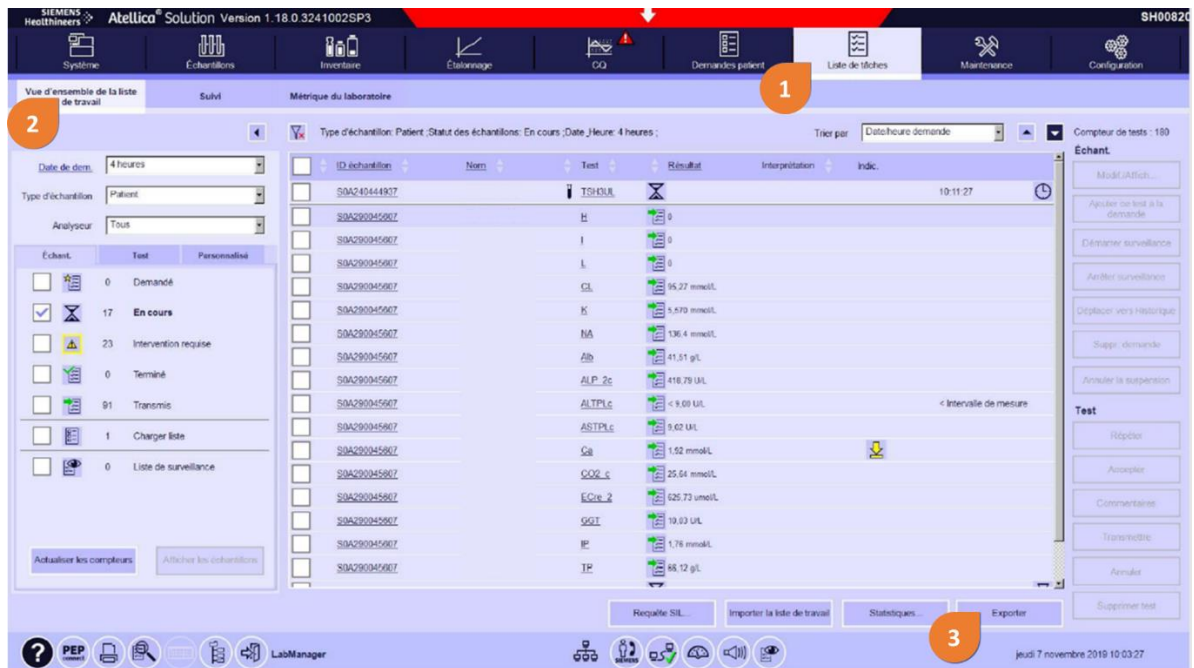 SIEMENS Healthineers Atellica® Solution Version 1.18.0.3241002SP3 SH00820
Système Échantillons Inventaire Étalonnage CQ Demandes patient Liste de tâches Maintenance Configuration
1
Vue d'ensemble de la liste de travail Suivi Métrique du laboratoire
2
Type d'échantillon: Patient ;Statut des échantillons: En cours ;Date_Heure: 4 heures ; Trier par Date/heure demande Compteur de tests : 180
Date de dem. 4 heures
Type d'échantillon Patient
Analyseur Tous
Échant. Test Personnalisé
0 Demandé
17 En cours
23 Intervention requise
0 Terminé
91 Transmis
1 Charger liste
0 Liste de surveillance
Actualiser les compteurs Afficher les échantillons
ID échantillon Nom Test Résultat Interprétation Indic.
S0A240444937 TSH3UL 10:11:27
S0A290045607 H 0
S0A290045607 I 0
S0A290045607 L 0
S0A290045607 CL 95,27 mmol/L
S0A290045607 K 5,570 mmol/L
S0A290045607 NA 136,4 mmol/L
S0A290045607 Alb 41,51 g/L
S0A290045607 ALP_2c 418,79 U/L
S0A290045607 ALTPLc < 9,00 U/L < Intervalle de mesure
S0A290045607 ASTPLc 9,02 U/L
S0A290045607 Ca 1,52 mmol/L
S0A290045607 CO2_c 25,64 mmol/L
S0A290045607 ECre_2 625,73 umol/L
S0A290045607 GGT 10,03 U/L
S0A290045607 IP 1,76 mmol/L
S0A290045607 TP 66,12 g/L
Échant.
Modif./Affich...
Ajouter ce test à la demande
Démarrer surveillance
Arrêter surveillance
Déplacer vers Historique
Suppr. demande
Annuler la suspension
Test
Répéter
Accepter
Commentaires
Transmettre
Annuler
Supprimer test
Requête SIL... Importer la liste de travail Statistiques... Exporter
3
? PEP CONNECT LabManager SIEMENS jeudi 7 novembre 2019 10:03:27